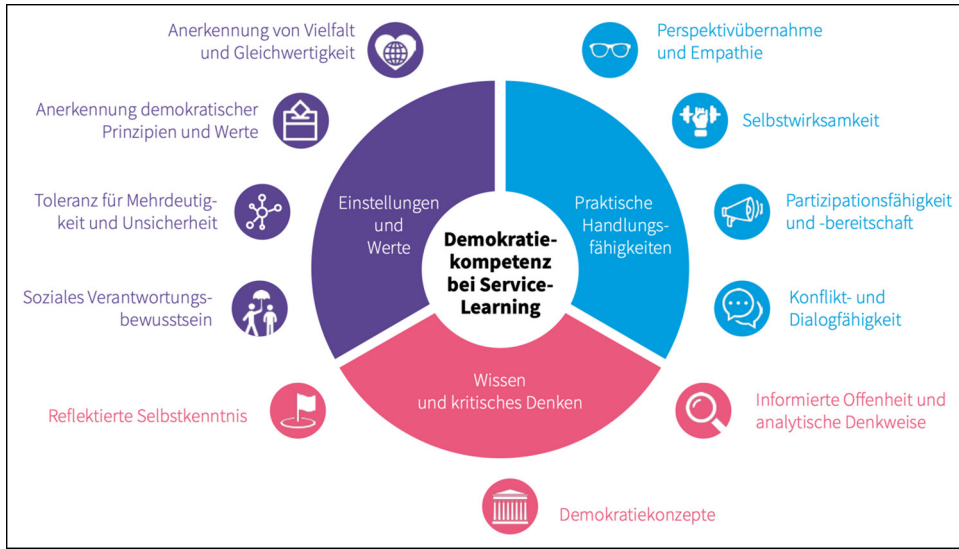 Anerkennung von Vielfalt
und Gleichwertigkeit
Perspektivübernahme
und Empathie
Anerkennung demokratischer
Prinzipien und Werte
Selbstwirksamkeit
Toleranz für Mehrdeutig-
keit und Unsicherheit
Einstellungen
und
Werte
Praktische
Handlungs-
fähigkeiten
Partizipationsfähigkeit
und -bereitschaft
Demokratie-
kompetenz
bei Service-
Learning
Soziales Verantwortungs-
bewusstsein
Konflikt- und
Dialogfähigkeit
Wissen
und kritisches Denken
Reflektierte Selbstkenntnis
Informierte Offenheit und
analytische Denkweise
Demokratiekonzepte